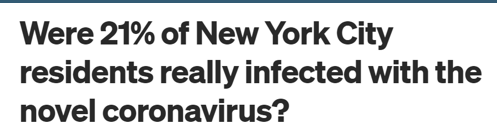 Were 21% of New York City
residents really infected with the
novel coronavirus?